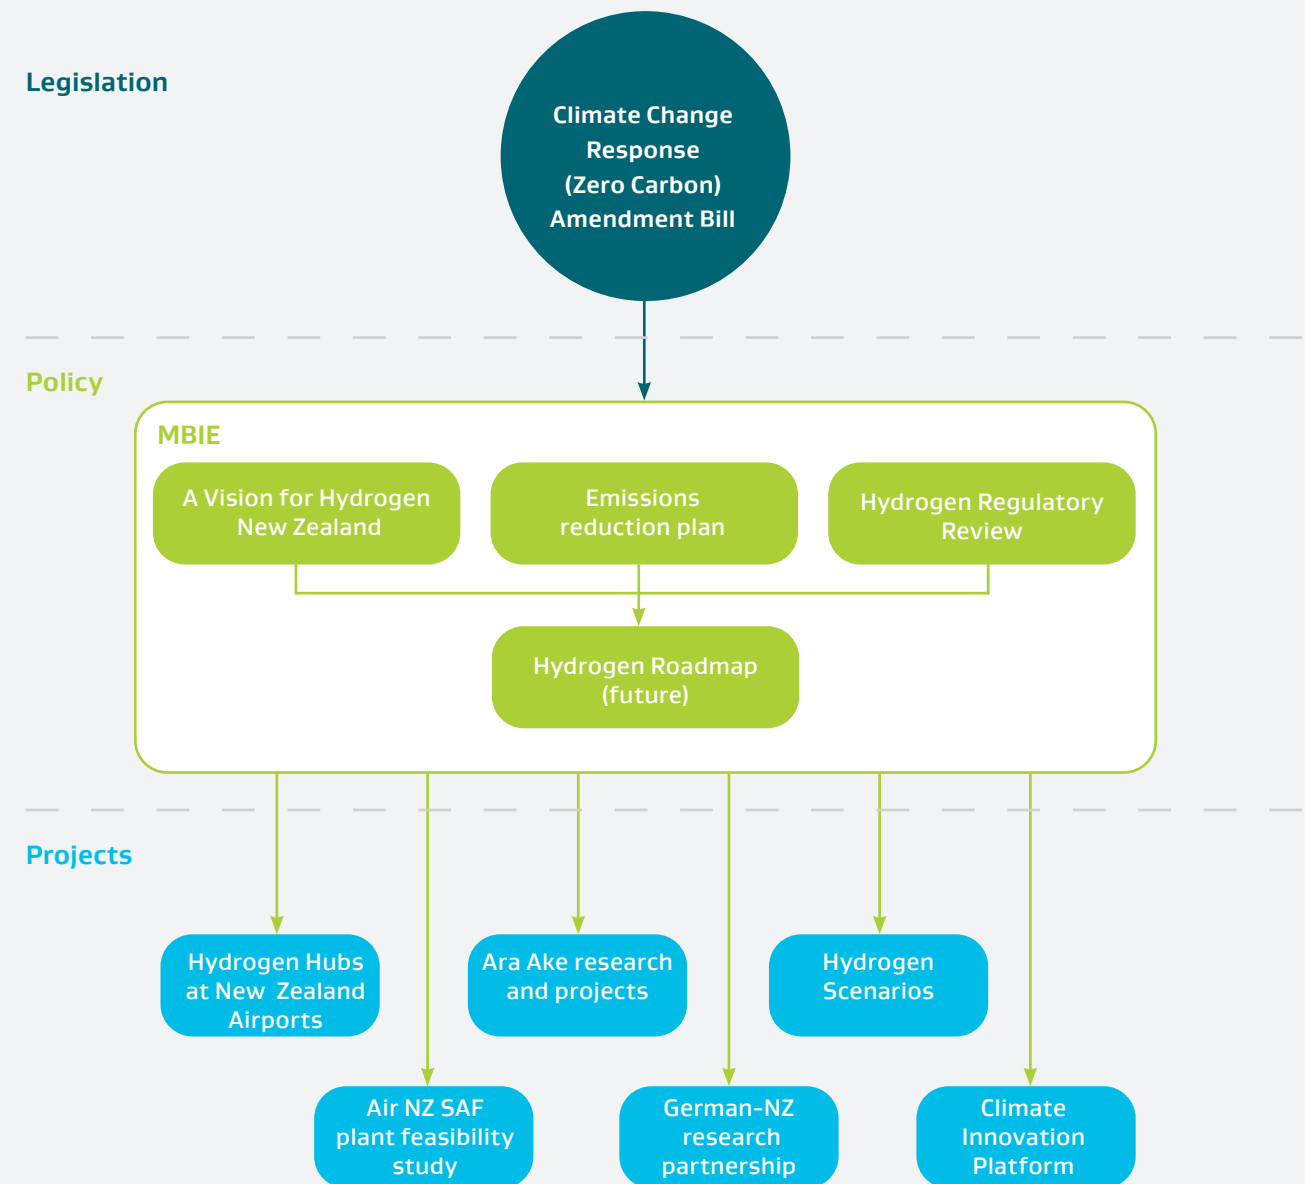 Legislation
Climate Change
Response
(Zero Carbon)
Amendment Bill
Policy
MBIE
A Vision for Hydrogen
New Zealand
Emissions
reduction plan
Hydrogen Regulatory
Review
Hydrogen Roadmap
(future)
Projects
Hydrogen Hubs
at New Zealand
Airports
Ara Ake research
and projects
Hydrogen
Scenarios
Air NZ SAF
plant feasibility
study
German-NZ
research
partnership
Climate
Innovation
Platform